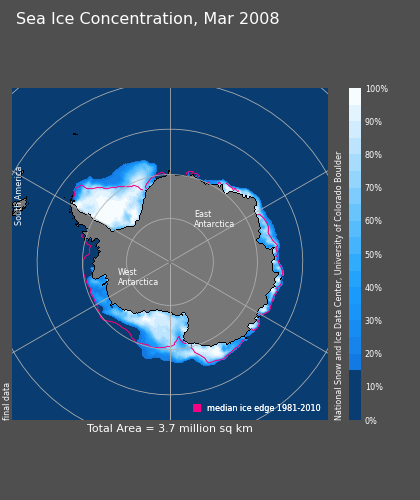 Sea Ice Concentration, Mar 2008
100%
90%
80%
70%
60%
50%
40%
30%
20%
10%
0%
South America
East
Antarctica
West
Antarctica
National Snow and Ice Data Center, University of Colorado Boulder
final data
median ice edge 1981-2010
Total Area = 3.7 million sq km